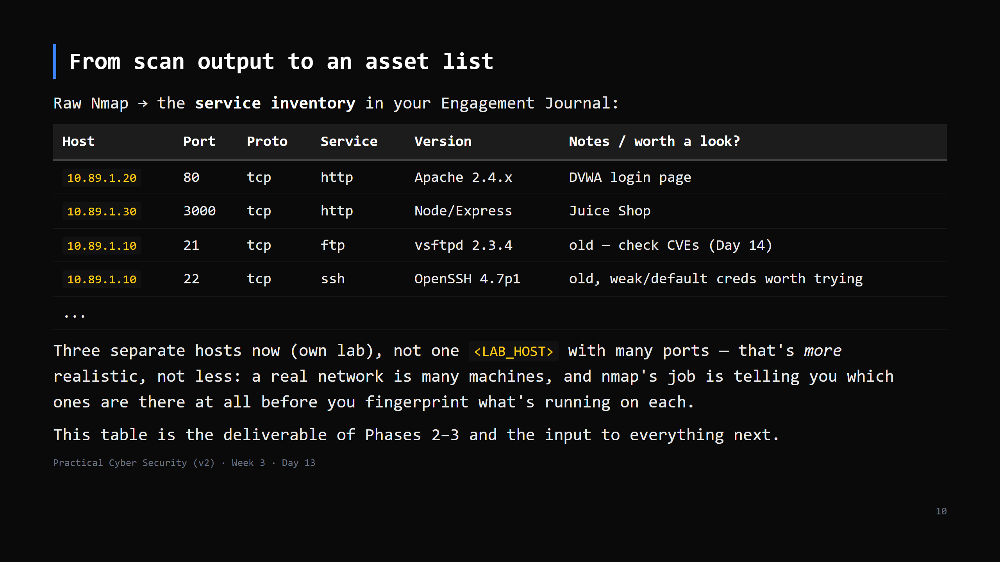 From scan output to an asset list
Raw Nmap → the service inventory in your Engagement Journal:
Host Port Proto Service Version Notes / worth a look?
10.89.1.20 80 tcp http Apache 2.4.x DVWA login page
10.89.1.30 3000 tcp http Node/Express Juice Shop
10.89.1.10 21 tcp ftp vsftpd 2.3.4 old — check CVEs (Day 14)
10.89.1.10 22 tcp ssh OpenSSH 4.7p1 old, weak/default creds worth trying
...
Three separate hosts now (own lab), not one <LAB_HOST> with many ports — that's more
realistic, not less: a real network is many machines, and nmap's job is telling you which
ones are there at all before you fingerprint what's running on each.
This table is the deliverable of Phases 2–3 and the input to everything next.
Practical Cyber Security (v2) · Week 3 · Day 13
10